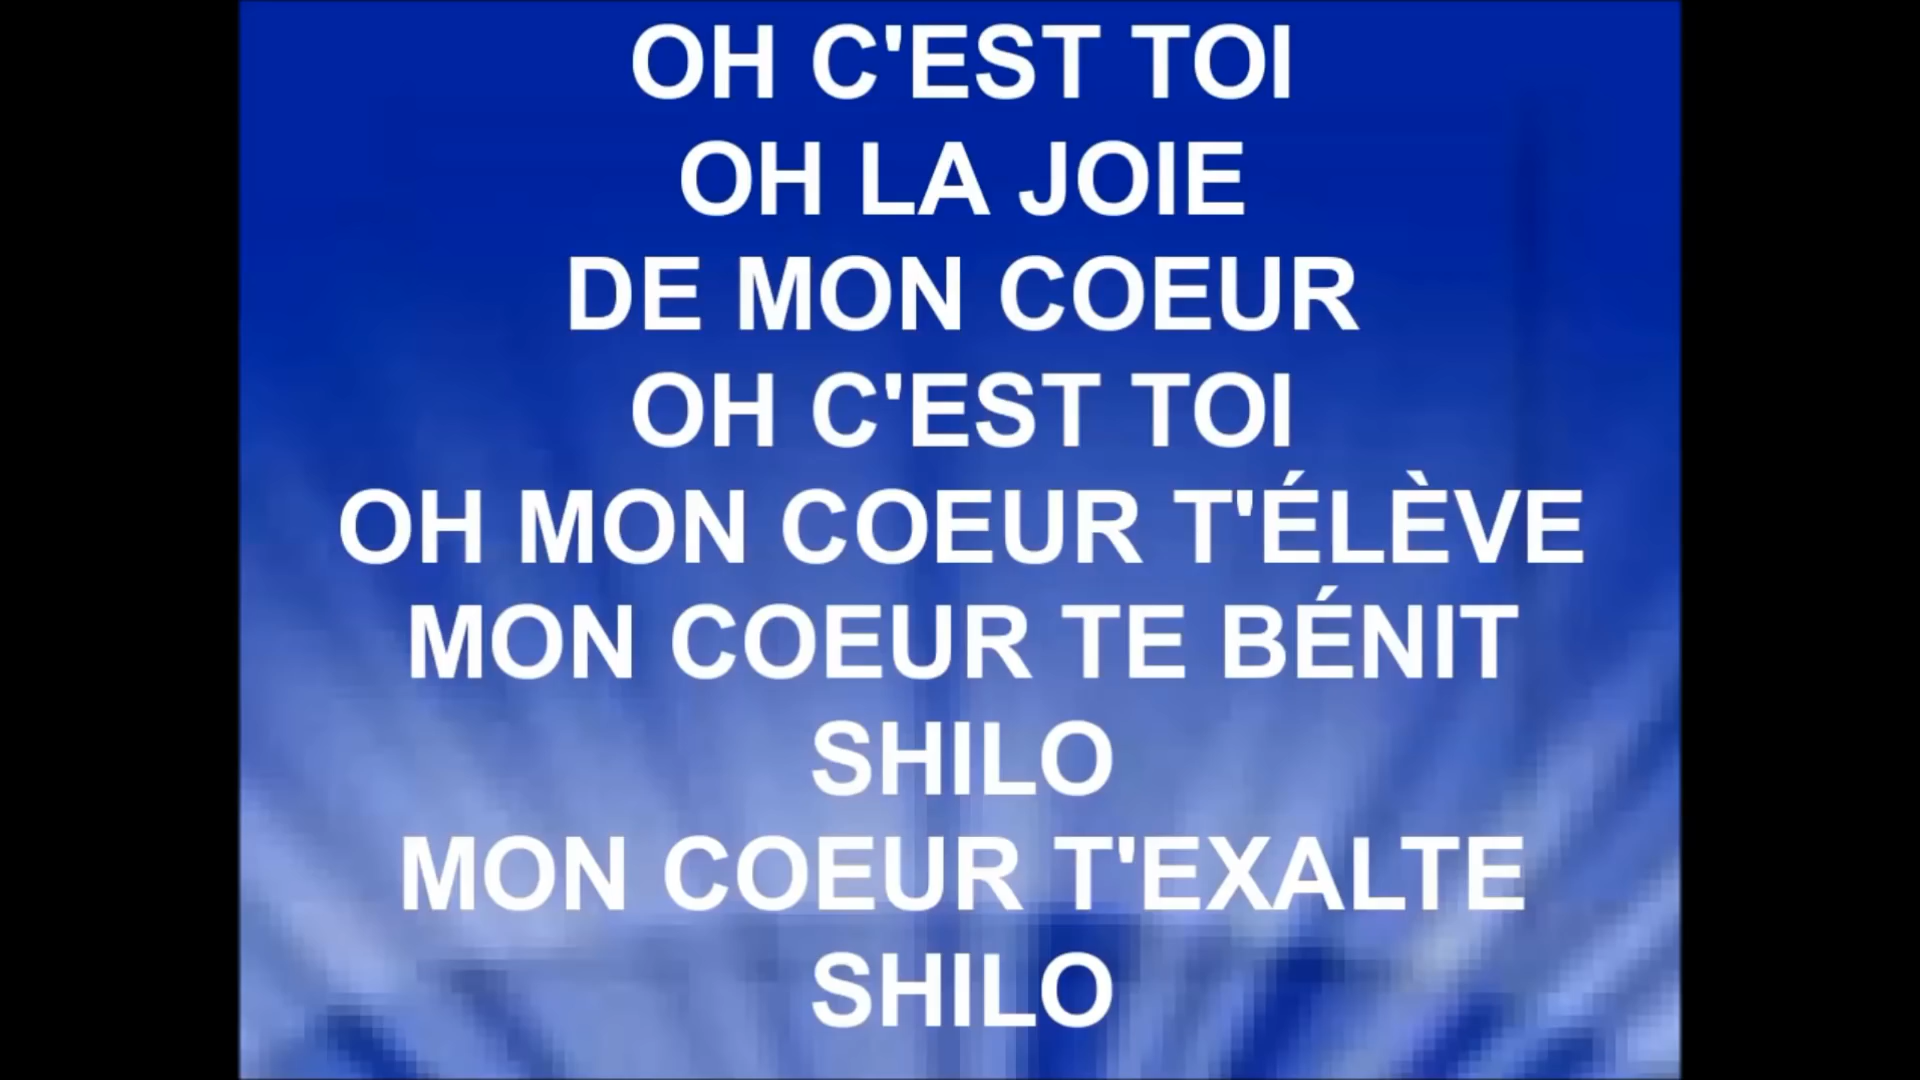 OH C'EST TOI
OH LA JOIE
DE MON COEUR
OH C'EST TOI
OH MON COEUR T'ÉLÈVE
MON COEUR TE BÉNIT
SHILO
MON COEUR T'EXALTE
SHILO